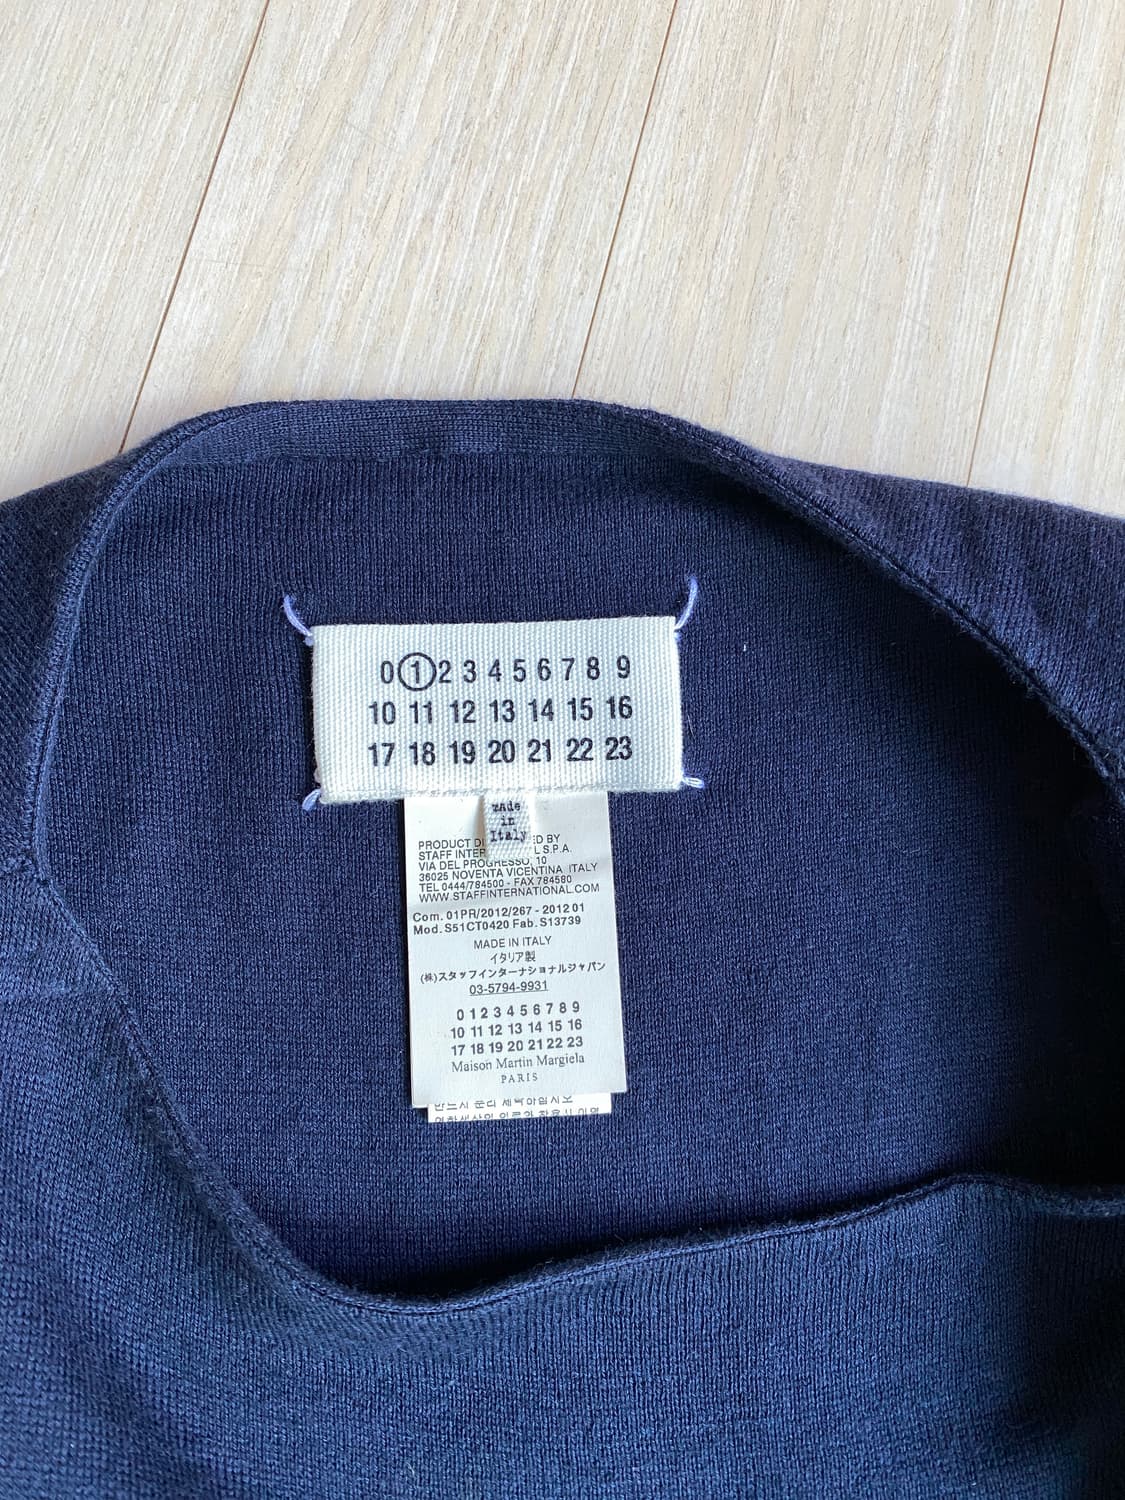 0 1 2 3 4 5 6 7 8 9
10 11 12 13 14 15 16
17 18 19 20 21 22 23
made
in
Italy
PRODUCT BY
STAFF S.P.A.
VIA DEL PROGRESSO, 10
36025 NOVENTA VICENTINA ITALY
TEL 0444/784500 - FAX 784580
WWW.STAFFINTERNATIONAL.COM
Com. 01PR/2012/267 - 2012 01
Mod. S51CT0420 Fab. S13739
MADE IN ITALY
イタリア製
(株)スタッフインターナショナルジャパン
03-5794-9931
0 1 2 3 4 5 6 7 8 9
10 11 12 13 14 15 16
17 18 19 20 21 22 23
Maison Martin Margiela
PARIS